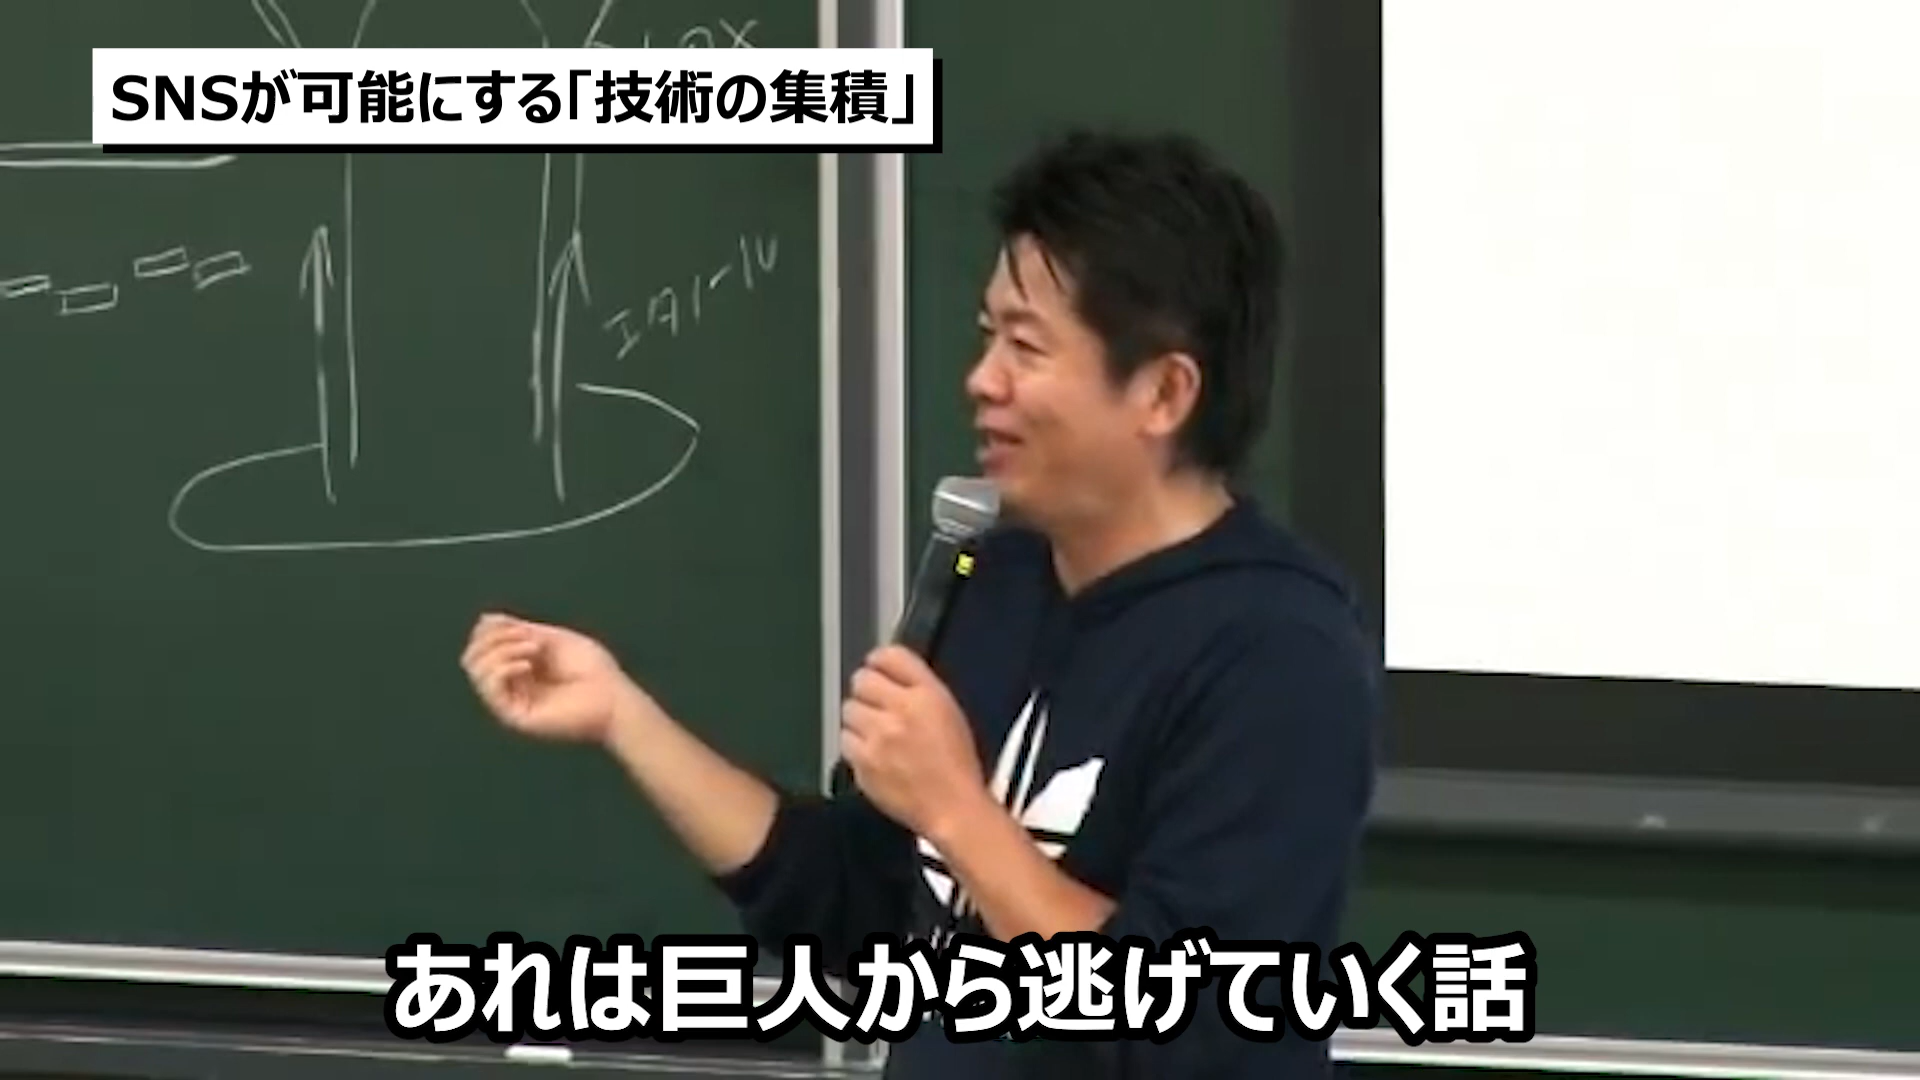 SNSが可能にする「技術の集積」
エタノール
あれは巨人から逃げていく話